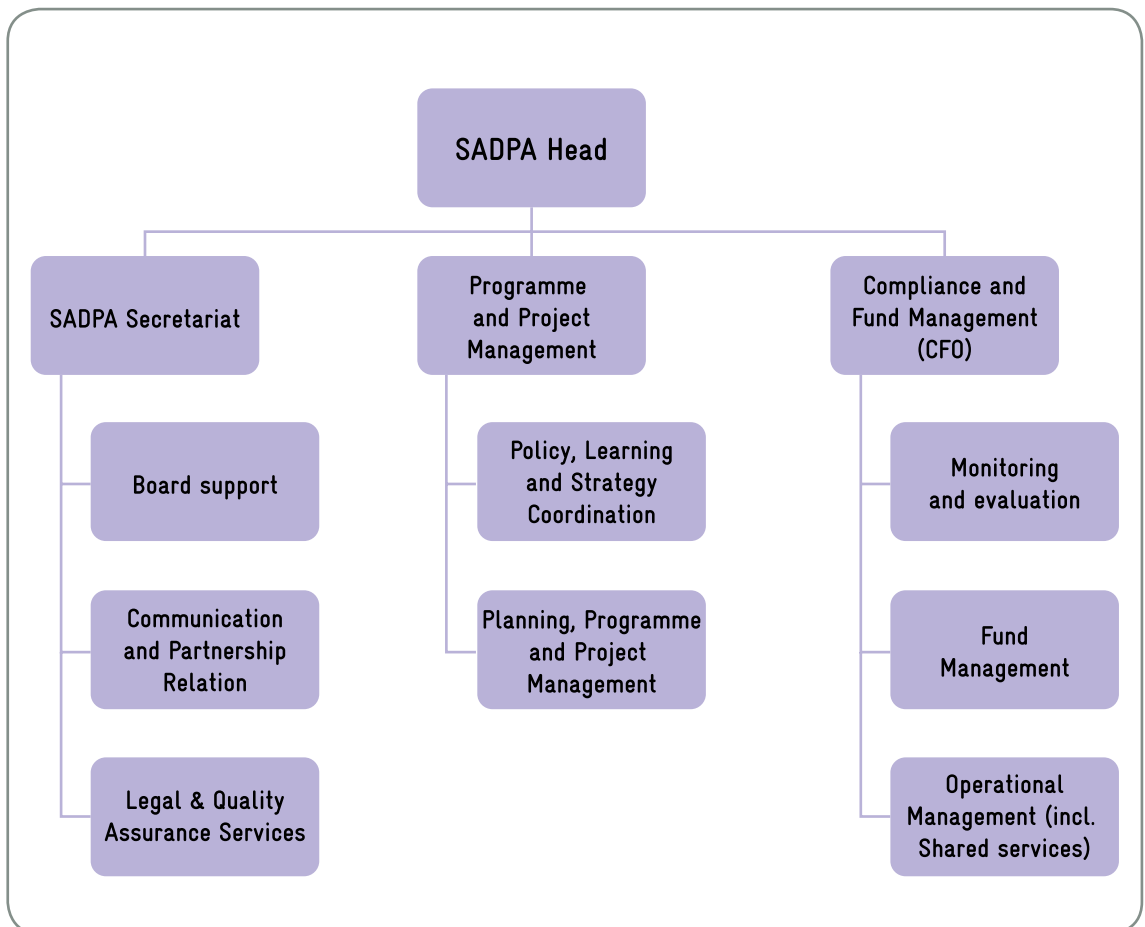 SADPA Head
SADPA Secretariat
Programme
and Project
Management
Compliance and
Fund Management
(CFO)
Board support
Policy, Learning
and Strategy
Coordination
Monitoring
and evaluation
Communication
and Partnership
Relation
Planning, Programme
and Project
Management
Fund
Management
Legal & Quality
Assurance Services
Operational
Management (incl.
Shared services)